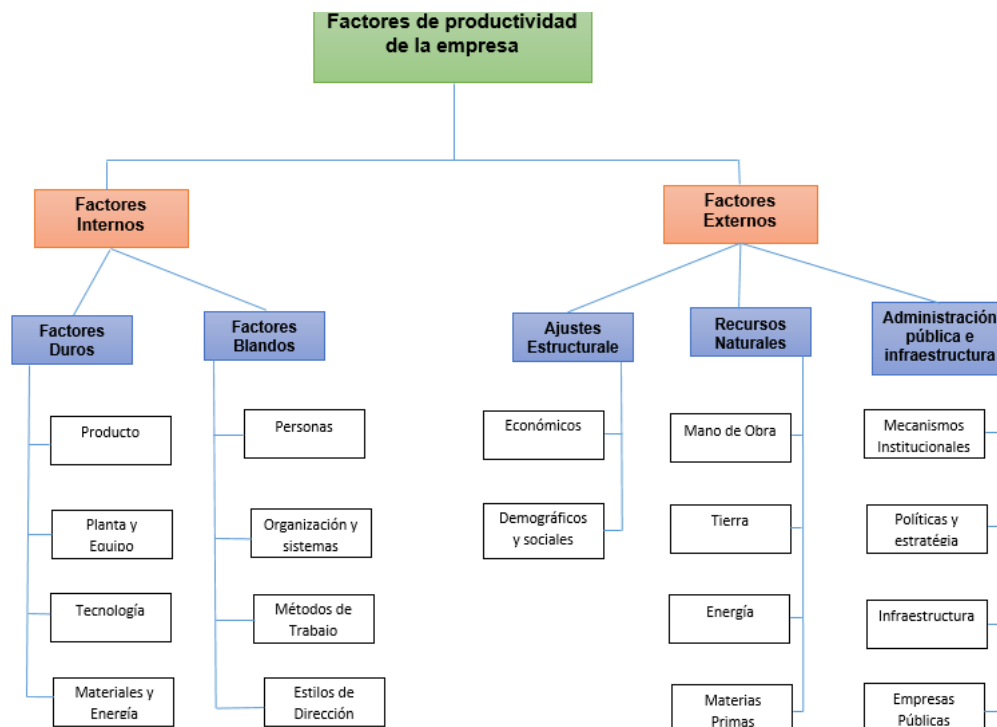 Factores de productividad
de la empresa
Factores
Internos
Factores
Externos
Factores
Duros
Factores
Blandos
Ajustes
Estructurale
Recursos
Naturales
Administración
pública e
infraestructura
Producto
Personas
Económicos
Mano de Obra
Mecanismos
Institucionales
Planta y
Equipo
Organización y
sistemas
Demográficos
y sociales
Tierra
Políticas y
estratégia
Tecnología
Métodos de
Trabajo
Energía
Infraestructura
Materiales y
Energía
Estilos de
Dirección
Materias
Primas
Empresas
Públicas